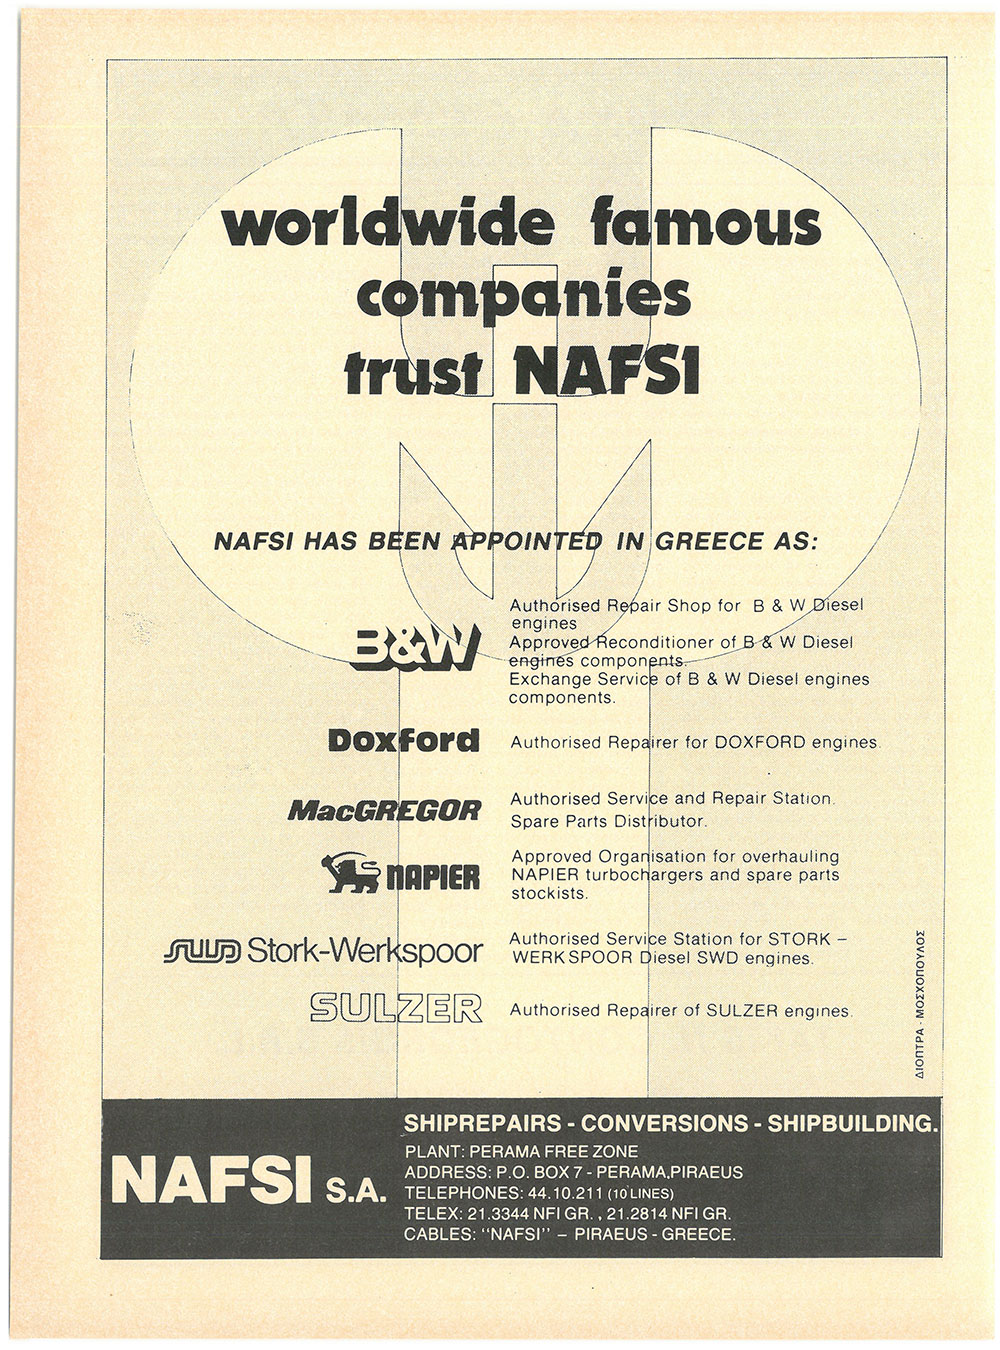 worldwide famous
companies
trust NAFSI
NAFSI HAS BEEN APPOINTED IN GREECE AS:
B&W
Authorised Repair Shop for B & W Diesel
engines
Approved Reconditioner of B & W Diesel
engines components.
Exchange Service of B & W Diesel engines
components.
Doxford
Authorised Repairer for DOXFORD engines.
MacGREGOR
Authorised Service and Repair Station.
Spare Parts Distributor.
NAPIER
Approved Organisation for overhauling
NAPIER turbochargers and spare parts
stockists.
SWD Stork-Werkspoor
Authorised Service Station for STORK –
WERKSPOOR Diesel SWD engines.
SULZER
Authorised Repairer of SULZER engines.
ΔΙΟΠΤΡΑ - ΜΟΣΧΟΠΟΥΛΟΣ
NAFSI S.A.
SHIPREPAIRS - CONVERSIONS - SHIPBUILDING.
PLANT: PERAMA FREE ZONE
ADDRESS: P.O. BOX 7 - PERAMA,PIRAEUS
TELEPHONES: 44.10.211 (10 LINES)
TELEX: 21.3344 NFI GR. , 21.2814 NFI GR.
CABLES: ‘‘NAFSI’’ – PIRAEUS - GREECE.